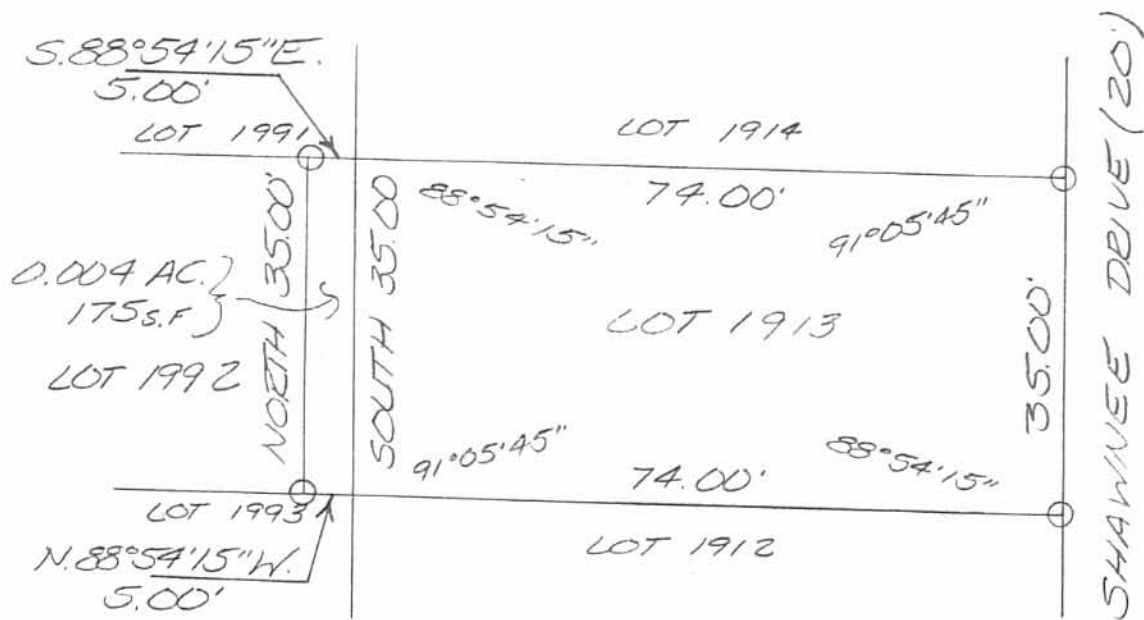 S.88°54'15"E.
5.00'
LOT 1991
LOT 1914
74.00'
88°54'15"
91°05'45"
NORTH 35.00'
SOUTH 35.00
0.004 AC.
175 S.F
LOT 1992
LOT 1913
35.00'
SHAWNEE DRIVE (20')
91°05'45"
74.00'
88°54'15"
LOT 1993
LOT 1912
N.88°54'15"W.
5.00'